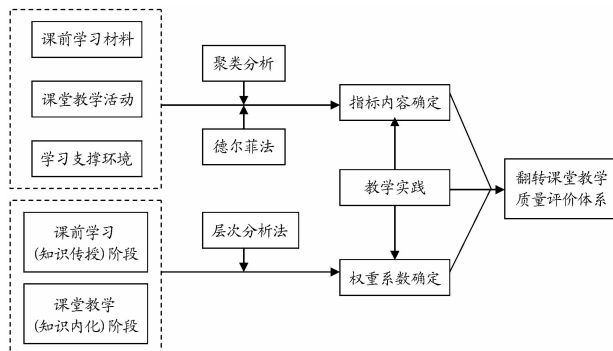 课前学习材料
课堂教学活动
学习支撑环境
聚类分析
德尔菲法
指标内容确定
教学实践
翻转课堂教学
质量评价体系
课前学习
(知识传授)阶段
课堂教学
(知识内化)阶段
层次分析法
权重系数确定